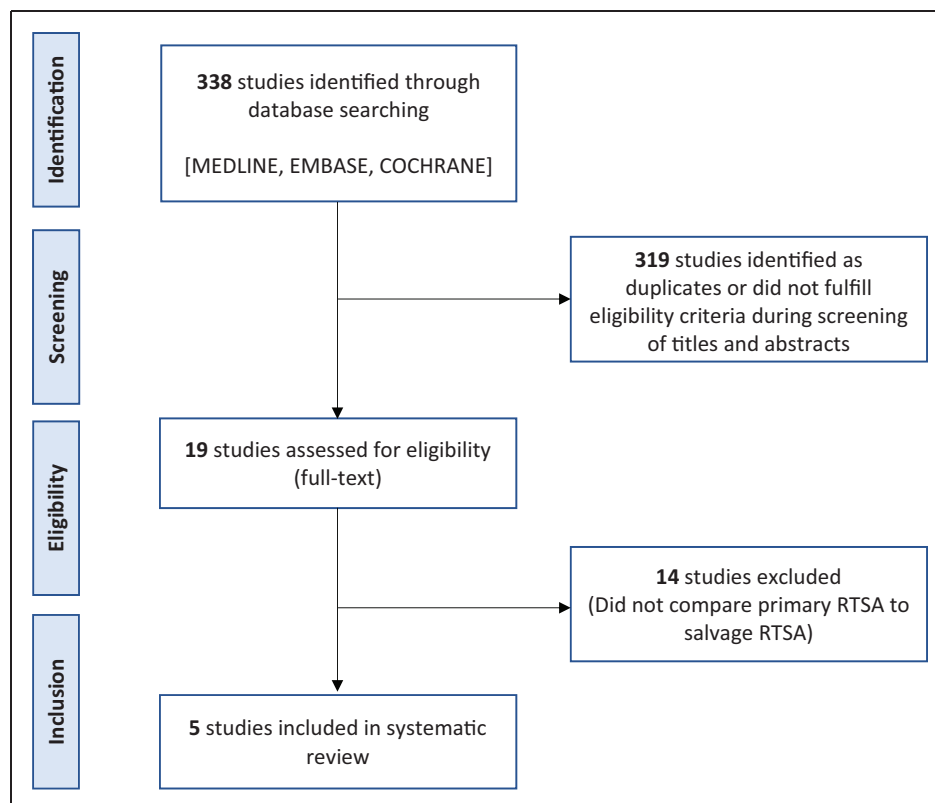 Identification
338 studies identified through
database searching
[MEDLINE, EMBASE, COCHRANE]
Screening
319 studies identified as
duplicates or did not fulfill
eligibility criteria during screening
of titles and abstracts
Eligibility
19 studies assessed for eligibility
(full-text)
14 studies excluded
(Did not compare primary RTSA to
salvage RTSA)
Inclusion
5 studies included in systematic
review